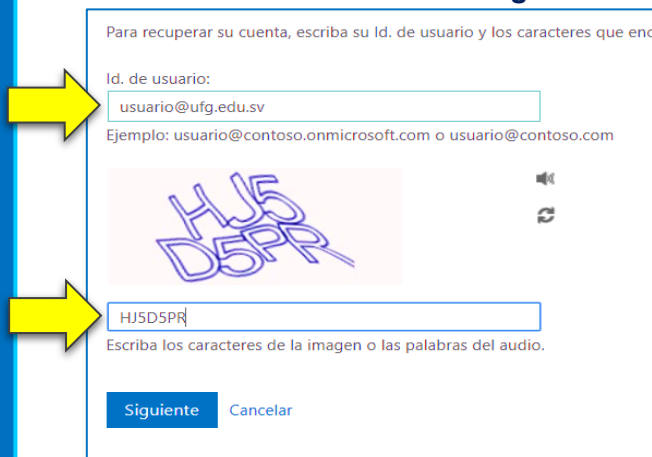 Para recuperar su cuenta, escriba su Id. de usuario y los caracteres que enc
Id. de usuario:
usuario@ufg.edu.sv
Ejemplo: usuario@contoso.onmicrosoft.com o usuario@contoso.com
HJ5
D5PR
HJ5D5PR
Escriba los caracteres de la imagen o las palabras del audio.
Siguiente Cancelar